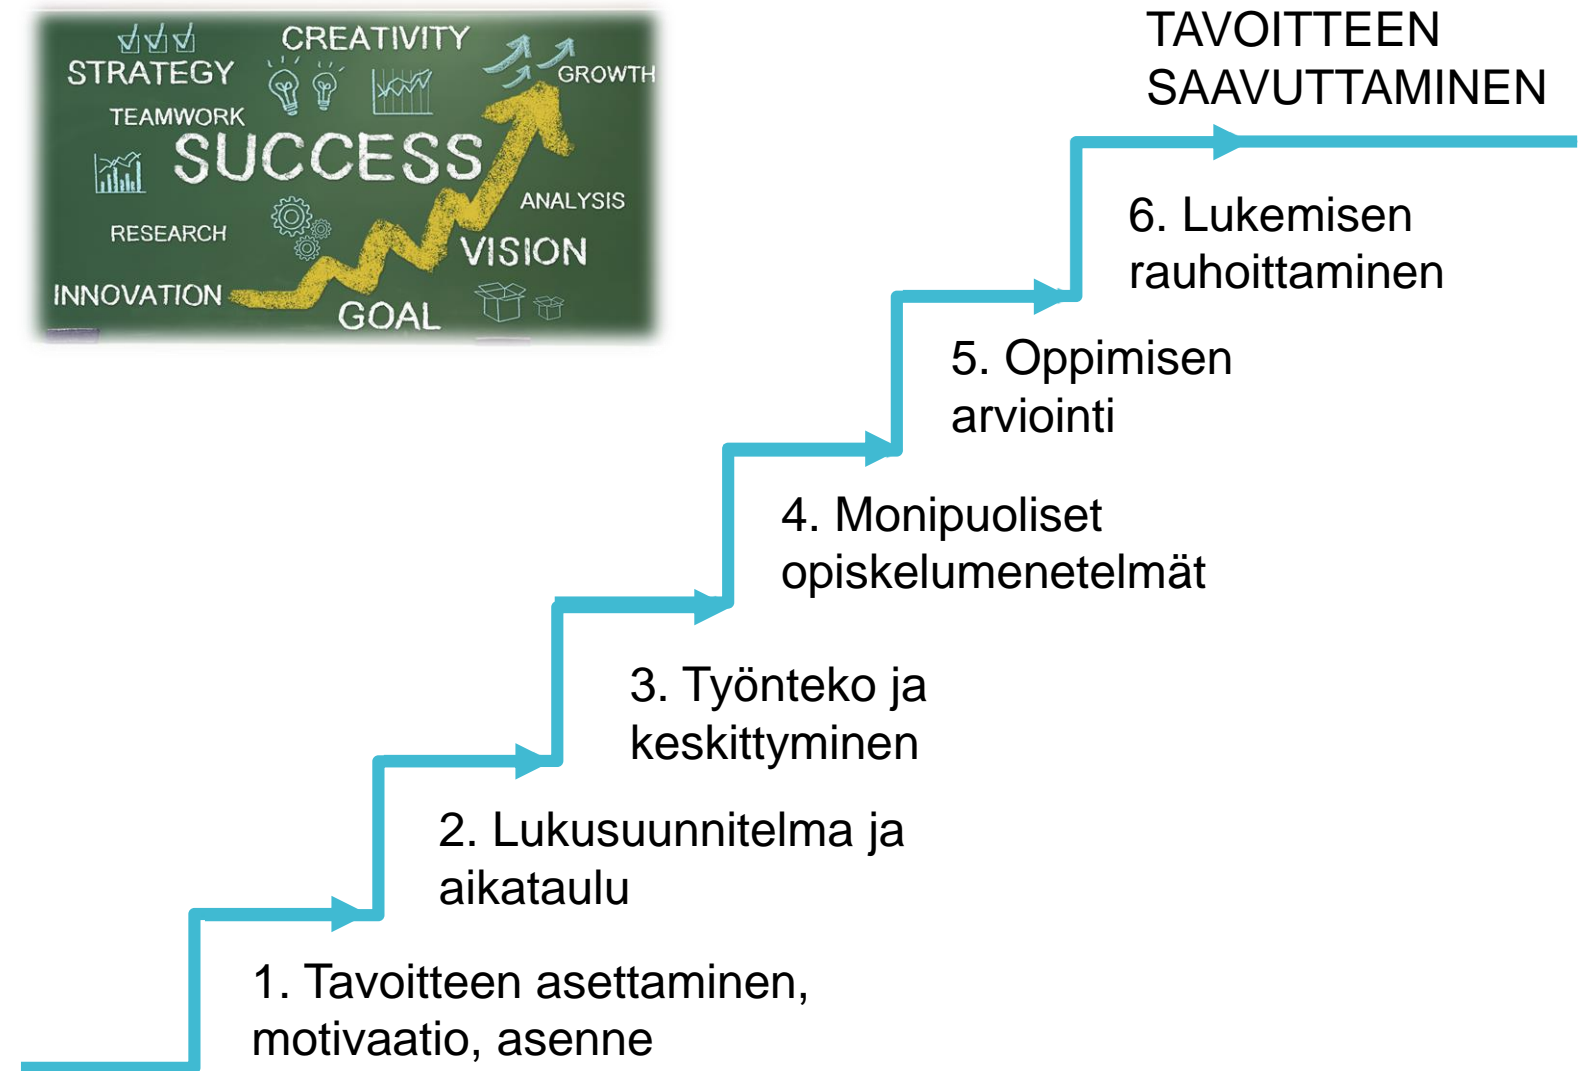 STRATEGY
CREATIVITY
GROWTH
TEAMWORK
SUCCESS
ANALYSIS
RESEARCH
VISION
INNOVATION
GOAL
TAVOITTEEN
SAAVUTTAMINEN
6. Lukemisen
rauhoittaminen
5. Oppimisen
arviointi
4. Monipuoliset
opiskelumenetelmät
3. Työnteko ja
keskittyminen
2. Lukusuunnitelma ja
aikataulu
1. Tavoitteen asettaminen,
motivaatio, asenne